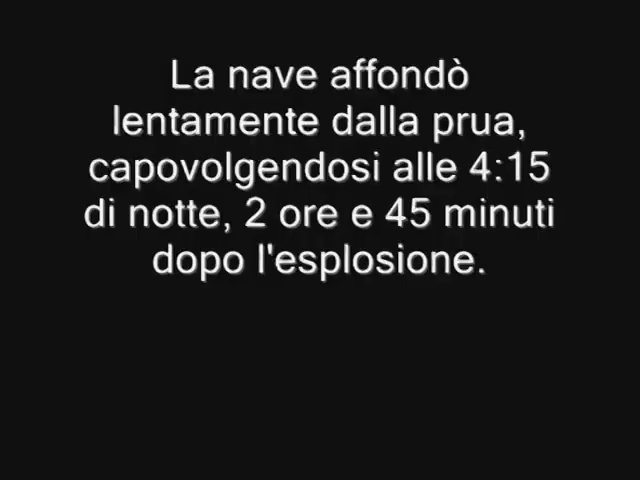 La nave affondò
lentamente dalla prua,
capovolgendosi alle 4:15
di notte, 2 ore e 45 minuti
dopo l'esplosione.